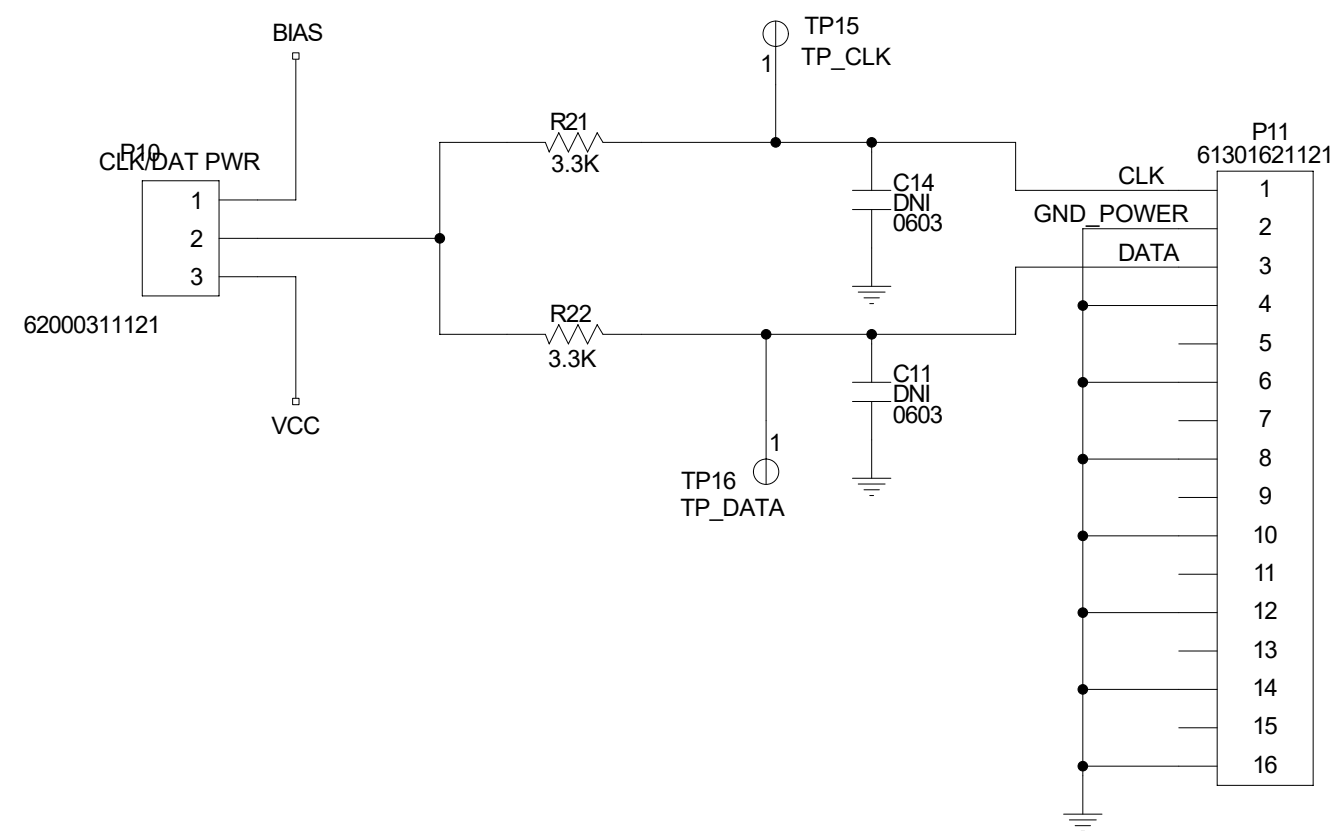 BIAS
TP15
TP_CLK
1
R21
3.3K
P10
CLK/DAT PWR
1
2
3
62000311121
VCC
C14
DNI
0603
R22
3.3K
C11
DNI
0603
1
TP16
TP_DATA
P11
61301621121
CLK
1
GND_POWER
2
DATA
3
4
5
6
7
8
9
10
11
12
13
14
15
16